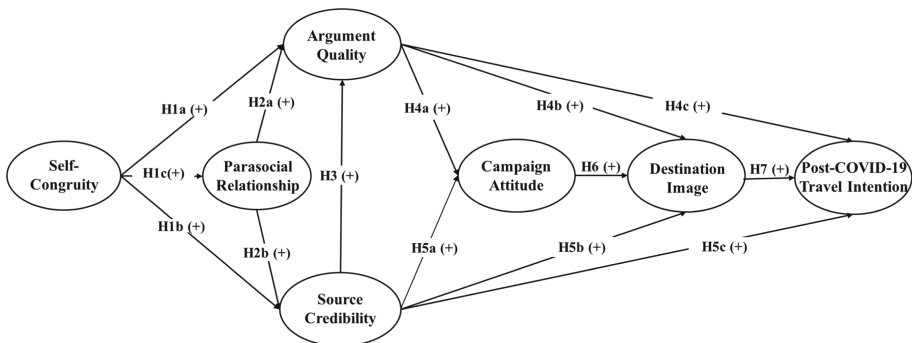 Argument
Quality
H1a (+)
H2a (+)
H4a (+)
H4b (+)
H4c (+)
Self-
Congruity
H1c(+)
Parasocial
Relationship
H3 (+)
Campaign
Attitude
H6 (+)
Destination
Image
H7 (+)
Post-COVID-19
Travel Intention
H1b (+)
H2b (+)
H5a (+)
H5b (+)
H5c (+)
Source
Credibility